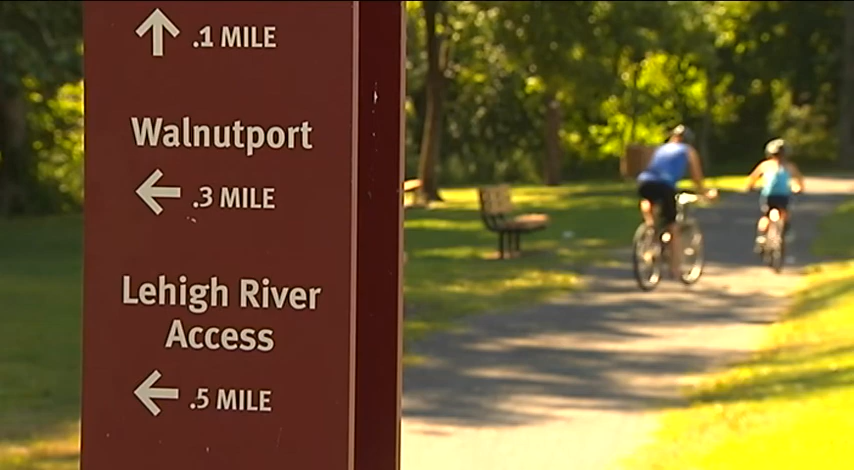 ↑ .1 MILE
Walnutport
← .3 MILE
Lehigh River
Access
← .5 MILE